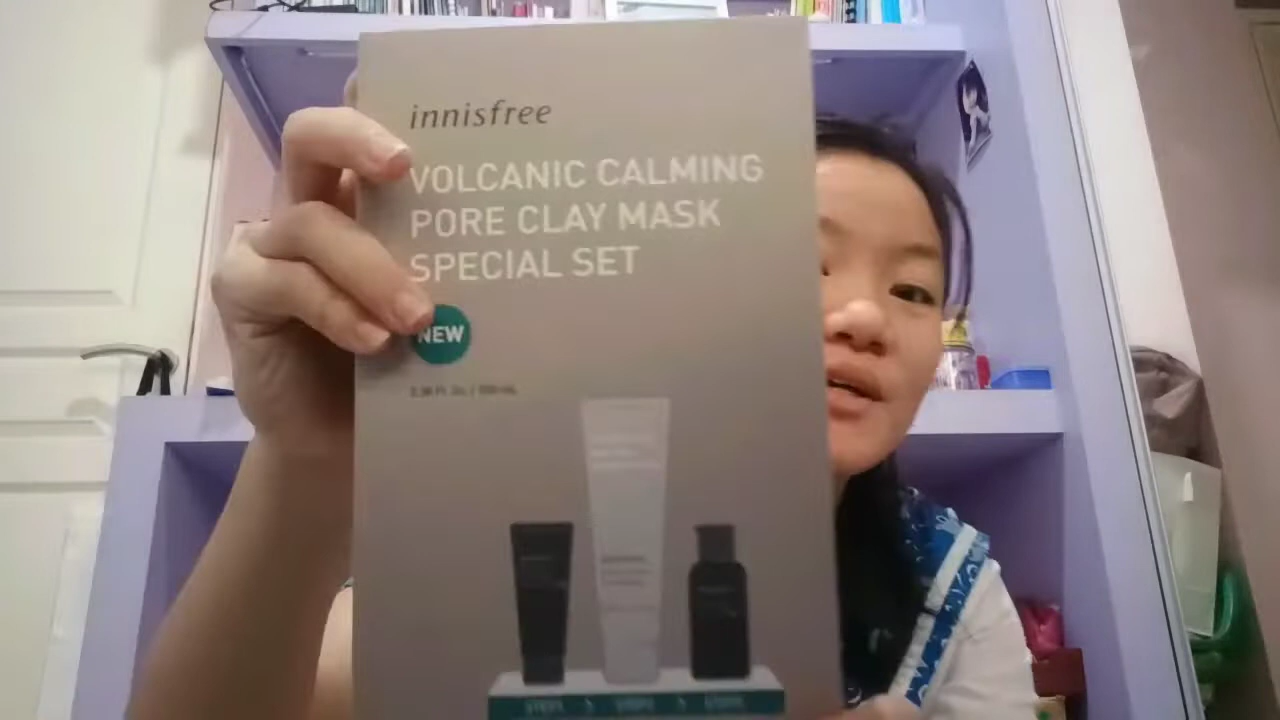 innisfree
VOLCANIC CALMING
PORE CLAY MASK
SPECIAL SET
NEW